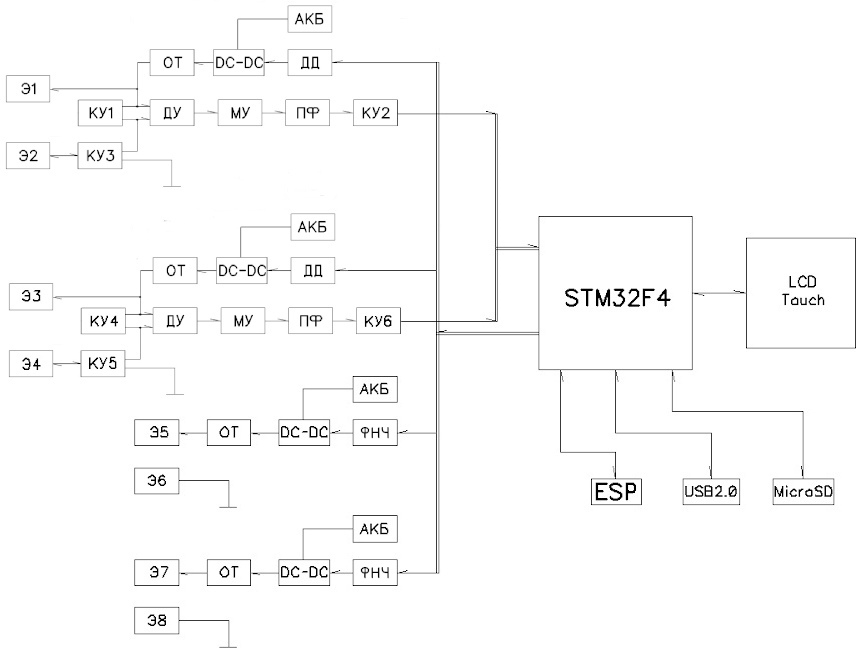 АКБ
ОТ
DC-DC
ДД
Э1
КУ1
ДУ
МУ
ПФ
КУ2
Э2
КУ3
АКБ
ОТ
DC-DC
ДД
Э3
КУ4
ДУ
МУ
ПФ
КУ6
Э4
КУ5
STM32F4
LCD
Touch
АКБ
Э5
ОТ
DC-DC
ФНЧ
Э6
ESP
USB2.0
MicroSD
АКБ
Э7
ОТ
DC-DC
ФНЧ
Э8